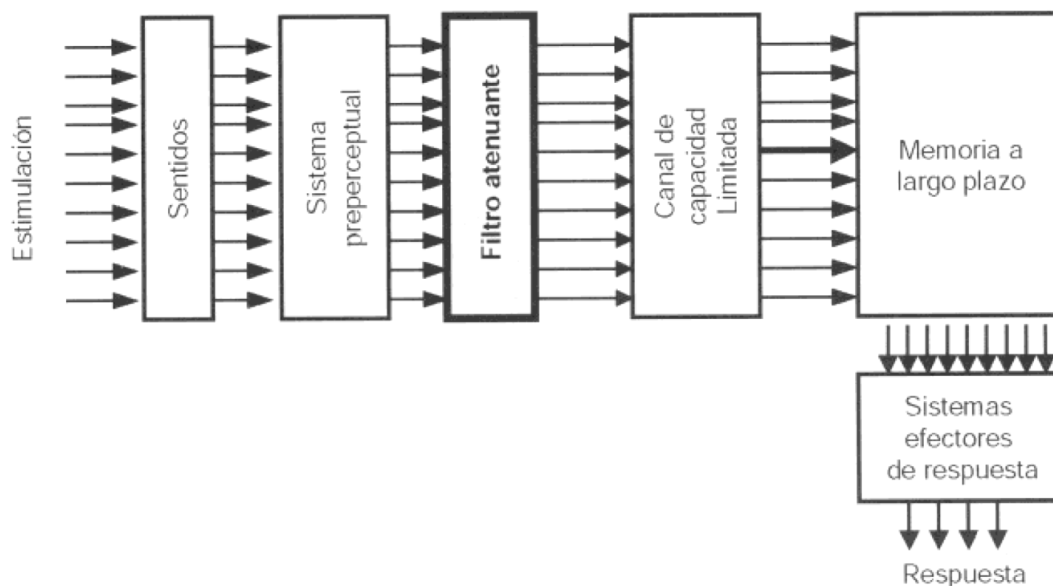 Estimulación
Sentidos
Sistema
preperceptual
Filtro atenuante
Canal de
capacidad
Limitada
Memoria a
largo plazo
Sistemas
efectores
de respuesta
Respuesta